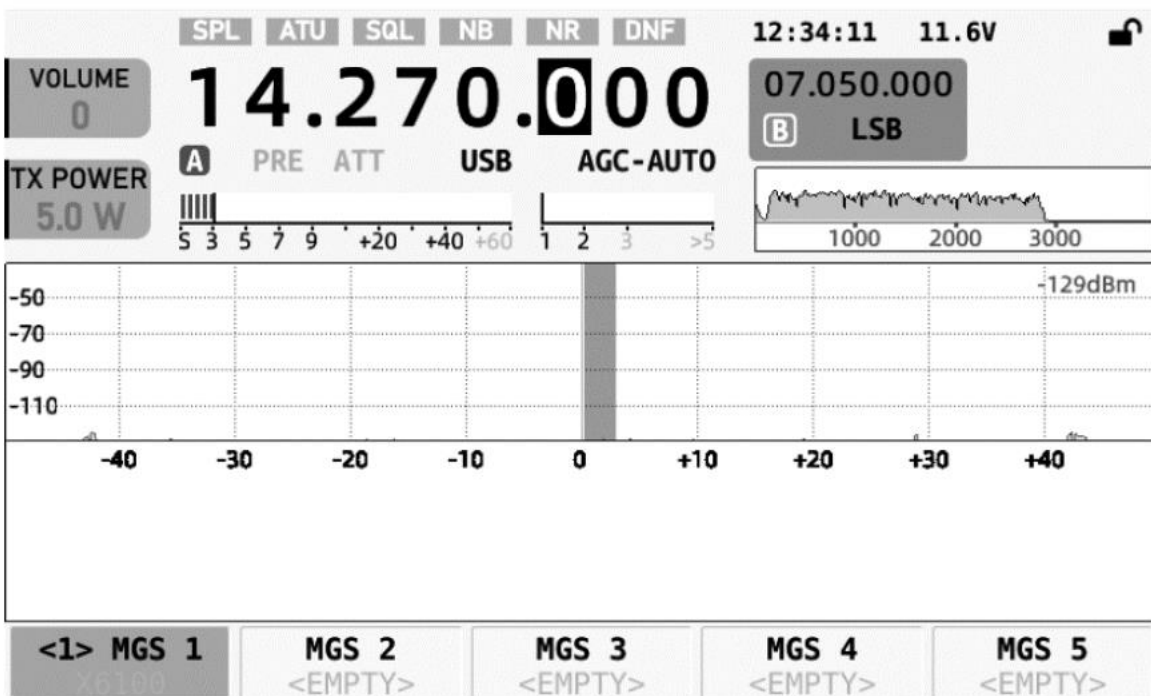 SPL ATU SQL NB NR DNF 12:34:11 11.6V
VOLUME
0
14.270.000
07.050.000
B LSB
A PRE ATT USB AGC-AUTO
TX POWER
5.0 W
S 3 5 7 9 +20 +40 +60
1 2 3 >5
1000 2000 3000
-129dBm
-50
-70
-90
-110
-40 -30 -20 -10 0 +10 +20 +30 +40
<1> MGS 1 MGS 2 MGS 3 MGS 4 MGS 5
X6100 <EMPTY> <EMPTY> <EMPTY> <EMPTY>